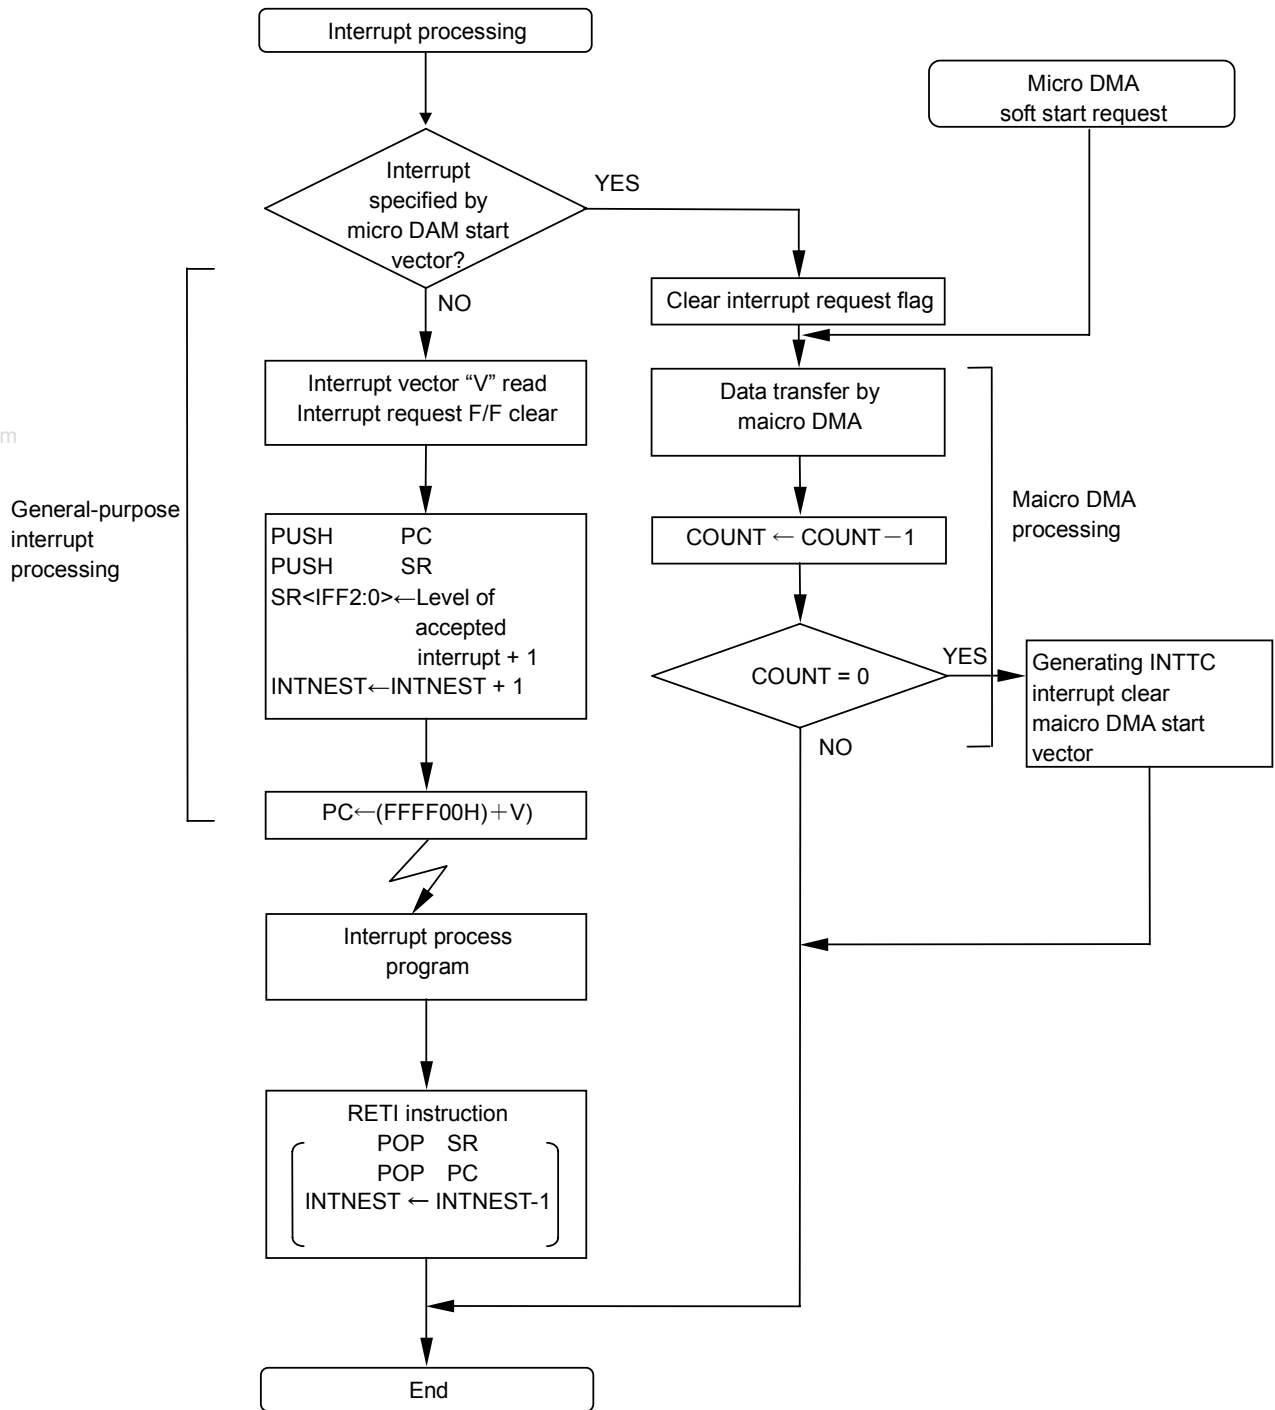 Interrupt processing
Micro DMA
soft start request
Interrupt
specified by
micro DAM start
vector?
YES
NO
Clear interrupt request flag
Interrupt vector “V” read
Interrupt request F/F clear
Data transfer by
maicro DMA
m
General-purpose
interrupt
processing
PUSH PC
PUSH SR
SR<IFF2:0>←Level of
accepted
interrupt + 1
INTNEST←INTNEST + 1
COUNT ← COUNT－1
Maicro DMA
processing
COUNT = 0
YES
NO
Generating INTTC
interrupt clear
maicro DMA start
vector
PC←(FFFF00H)＋V)
Interrupt process
program
RETI instruction
POP SR
POP PC
INTNEST ← INTNEST-1
End